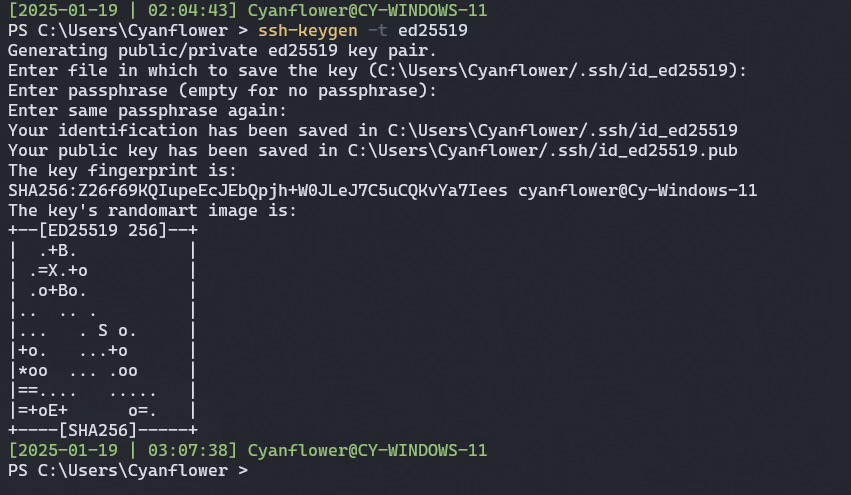 [2025-01-19 | 02:04:43] Cyanflower@CY-WINDOWS-11
PS C:\Users\Cyanflower > ssh-keygen -t ed25519
Generating public/private ed25519 key pair.
Enter file in which to save the key (C:\Users\Cyanflower/.ssh/id_ed25519):
Enter passphrase (empty for no passphrase):
Enter same passphrase again:
Your identification has been saved in C:\Users\Cyanflower/.ssh/id_ed25519
Your public key has been saved in C:\Users\Cyanflower/.ssh/id_ed25519.pub
The key fingerprint is:
SHA256:Z26f69KQIupeEcJEbQpjh+W0JLeJ7C5uCQKvYa7Iees cyanflower@Cy-Windows-11
The key's randomart image is:
+--[ED25519 256]--+
|  .+B.           |
| .=X.+o          |
| .o+Bo.          |
|..  .. .         |
|...   . S o.     |
|+o.   ...+o      |
|*oo  ... .oo     |
|==....   .....   |
|=+oE+      o=.   |
+----[SHA256]-----+
[2025-01-19 | 03:07:38] Cyanflower@CY-WINDOWS-11
PS C:\Users\Cyanflower >